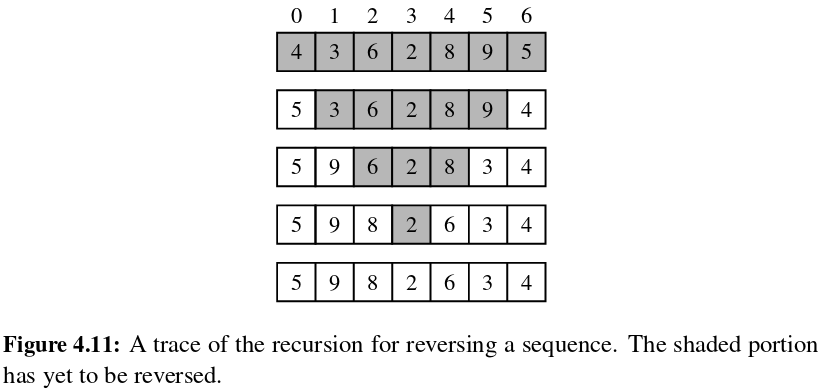 0 1 2 3 4 5 6
4 3 6 2 8 9 5
5 3 6 2 8 9 4
5 9 6 2 8 3 4
5 9 8 2 6 3 4
5 9 8 2 6 3 4
Figure 4.11: A trace of the recursion for reversing a sequence. The shaded portion
has yet to be reversed.